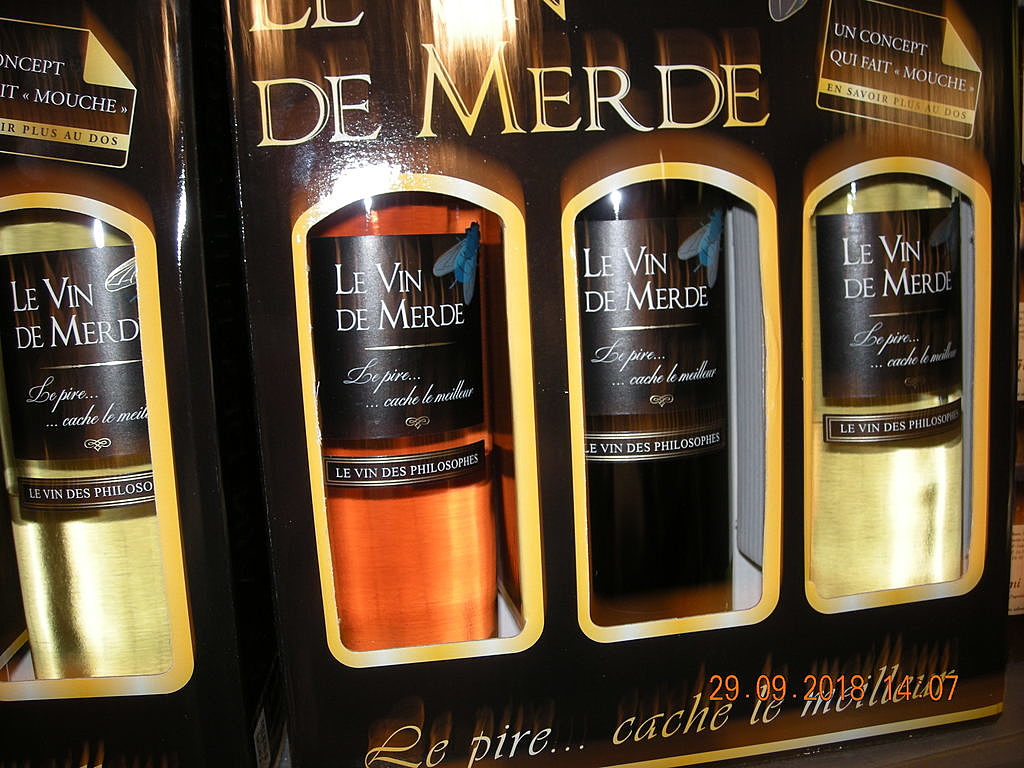 LE VIN
DE MERDE
ONCEPT
IT « MOUCHE »
IR PLUS AU DOS
UN CONCEPT
QUI FAIT « MOUCHE »
EN SAVOIR PLUS AU DOS
LE VIN
DE MERD
Le pire...
... cache le meill
LE VIN DES PHILOSO
LE VIN
DE MERDE
Le pire...
... cache le meilleur
LE VIN DES PHILOSOPHES
LE VIN
DE MERDE
Le pire...
... cache le meilleur
LE VIN DES PHILOSOPHES
LE VIN
DE MERDE
Le pire...
... cache le meilleur
LE VIN DES PHILOSOPHES
29.09.2018 14:07
Le pire... cache le meilleur